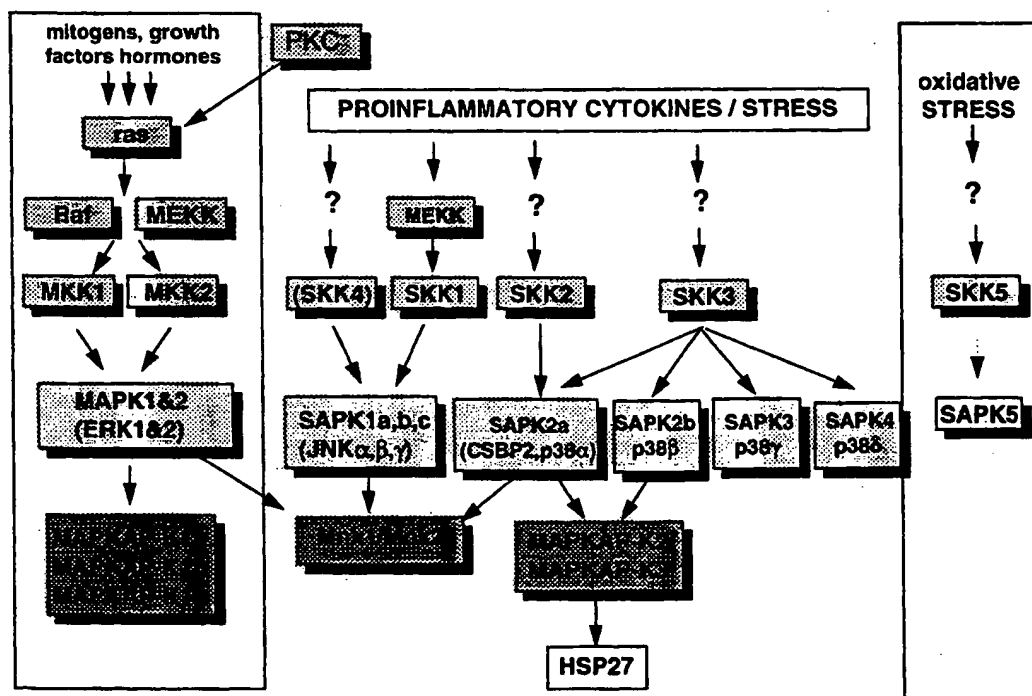 mitogens, growth
factors hormones
PKC
ras
Raf
MEKK
MKK1
MKK2
MAPK1&2
(ERK1&2)
PROINFLAMMATORY CYTOKINES / STRESS
?
MEKK
?
?
(SKK4)
SKK1
SKK2
SKK3
SAPK1a,b,c
(JNKα,β,γ)
SAPK2a
(CSBP2,p38α)
SAPK2b
p38β
SAPK3
p38γ
SAPK4
p38δ
HSP27
oxidative
STRESS
?
SKK5
SAPK5